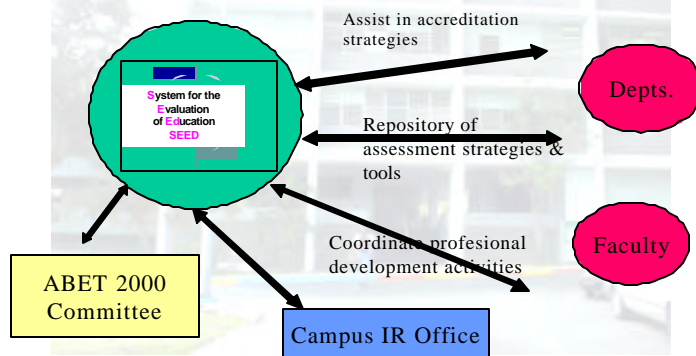 Assist in accreditation
strategies
System for the
Evaluation
of Education
SEED
Depts.
Repository of
assessment strategies &
tools
Coordinate profesional
development activities
Faculty
ABET 2000
Committee
Campus IR Office